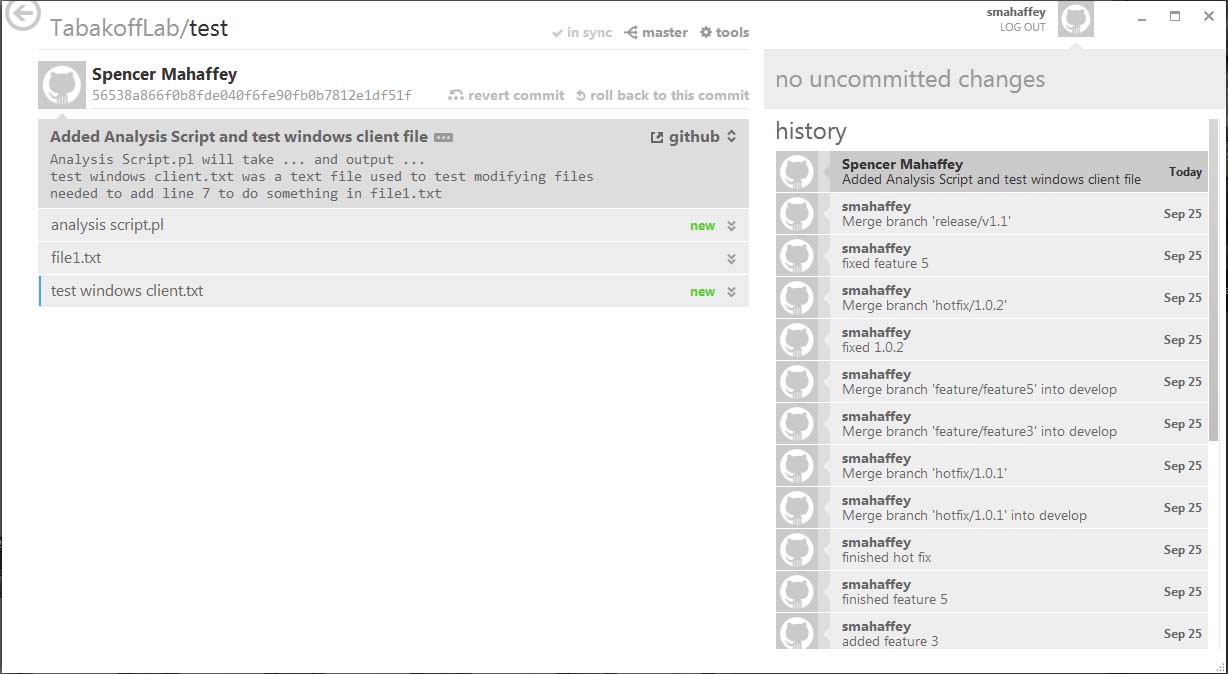 TabakoffLab/test
in sync master tools
smahaffey
LOG OUT
Spencer Mahaffey
56538a866f0b8fde040f6fe90fb0b7812e1df51f
revert commit roll back to this commit
Added Analysis Script and test windows client file
github
Analysis Script.pl will take ... and output ...
test windows client.txt was a text file used to test modifying files
needed to add line 7 to do something in file1.txt
analysis script.pl new
file1.txt
test windows client.txt new
no uncommitted changes
history
Spencer Mahaffey
Added Analysis Script and test windows client file Today
smahaffey
Merge branch 'release/v1.1' Sep 25
smahaffey
fixed feature 5 Sep 25
smahaffey
Merge branch 'hotfix/1.0.2' Sep 25
smahaffey
fixed 1.0.2 Sep 25
smahaffey
Merge branch 'feature/feature5' into develop Sep 25
smahaffey
Merge branch 'feature/feature3' into develop Sep 25
smahaffey
Merge branch 'hotfix/1.0.1' Sep 25
smahaffey
Merge branch 'hotfix/1.0.1' into develop Sep 25
smahaffey
finished hot fix Sep 25
smahaffey
finished feature 5 Sep 25
smahaffey
added feature 3 Sep 25